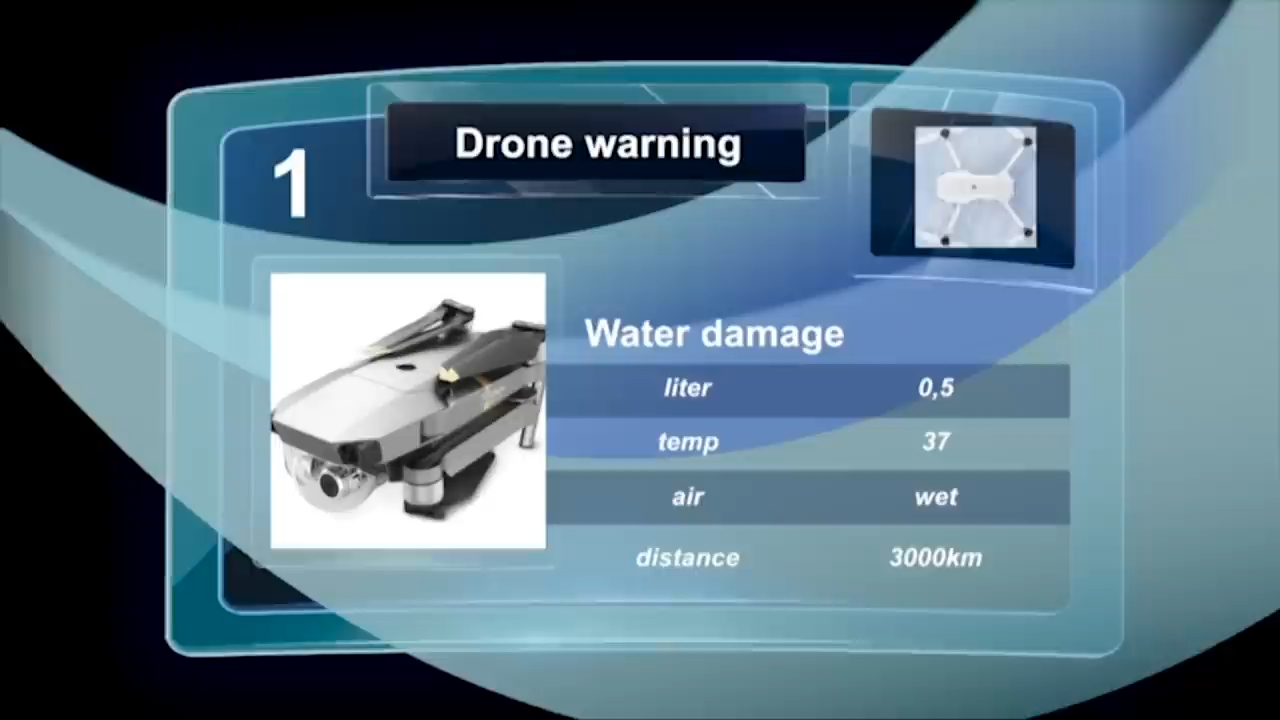 1
Drone warning
Water damage
liter 0,5
temp 37
air wet
distance 3000km